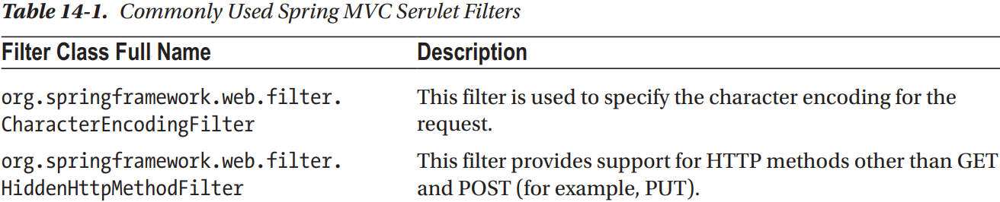 Table 14-1. Commonly Used Spring MVC Servlet Filters
Filter Class Full Name Description
org.springframework.web.filter. This filter is used to specify the character encoding for the
CharacterEncodingFilter request.
org.springframework.web.filter. This filter provides support for HTTP methods other than GET
HiddenHttpMethodFilter and POST (for example, PUT).